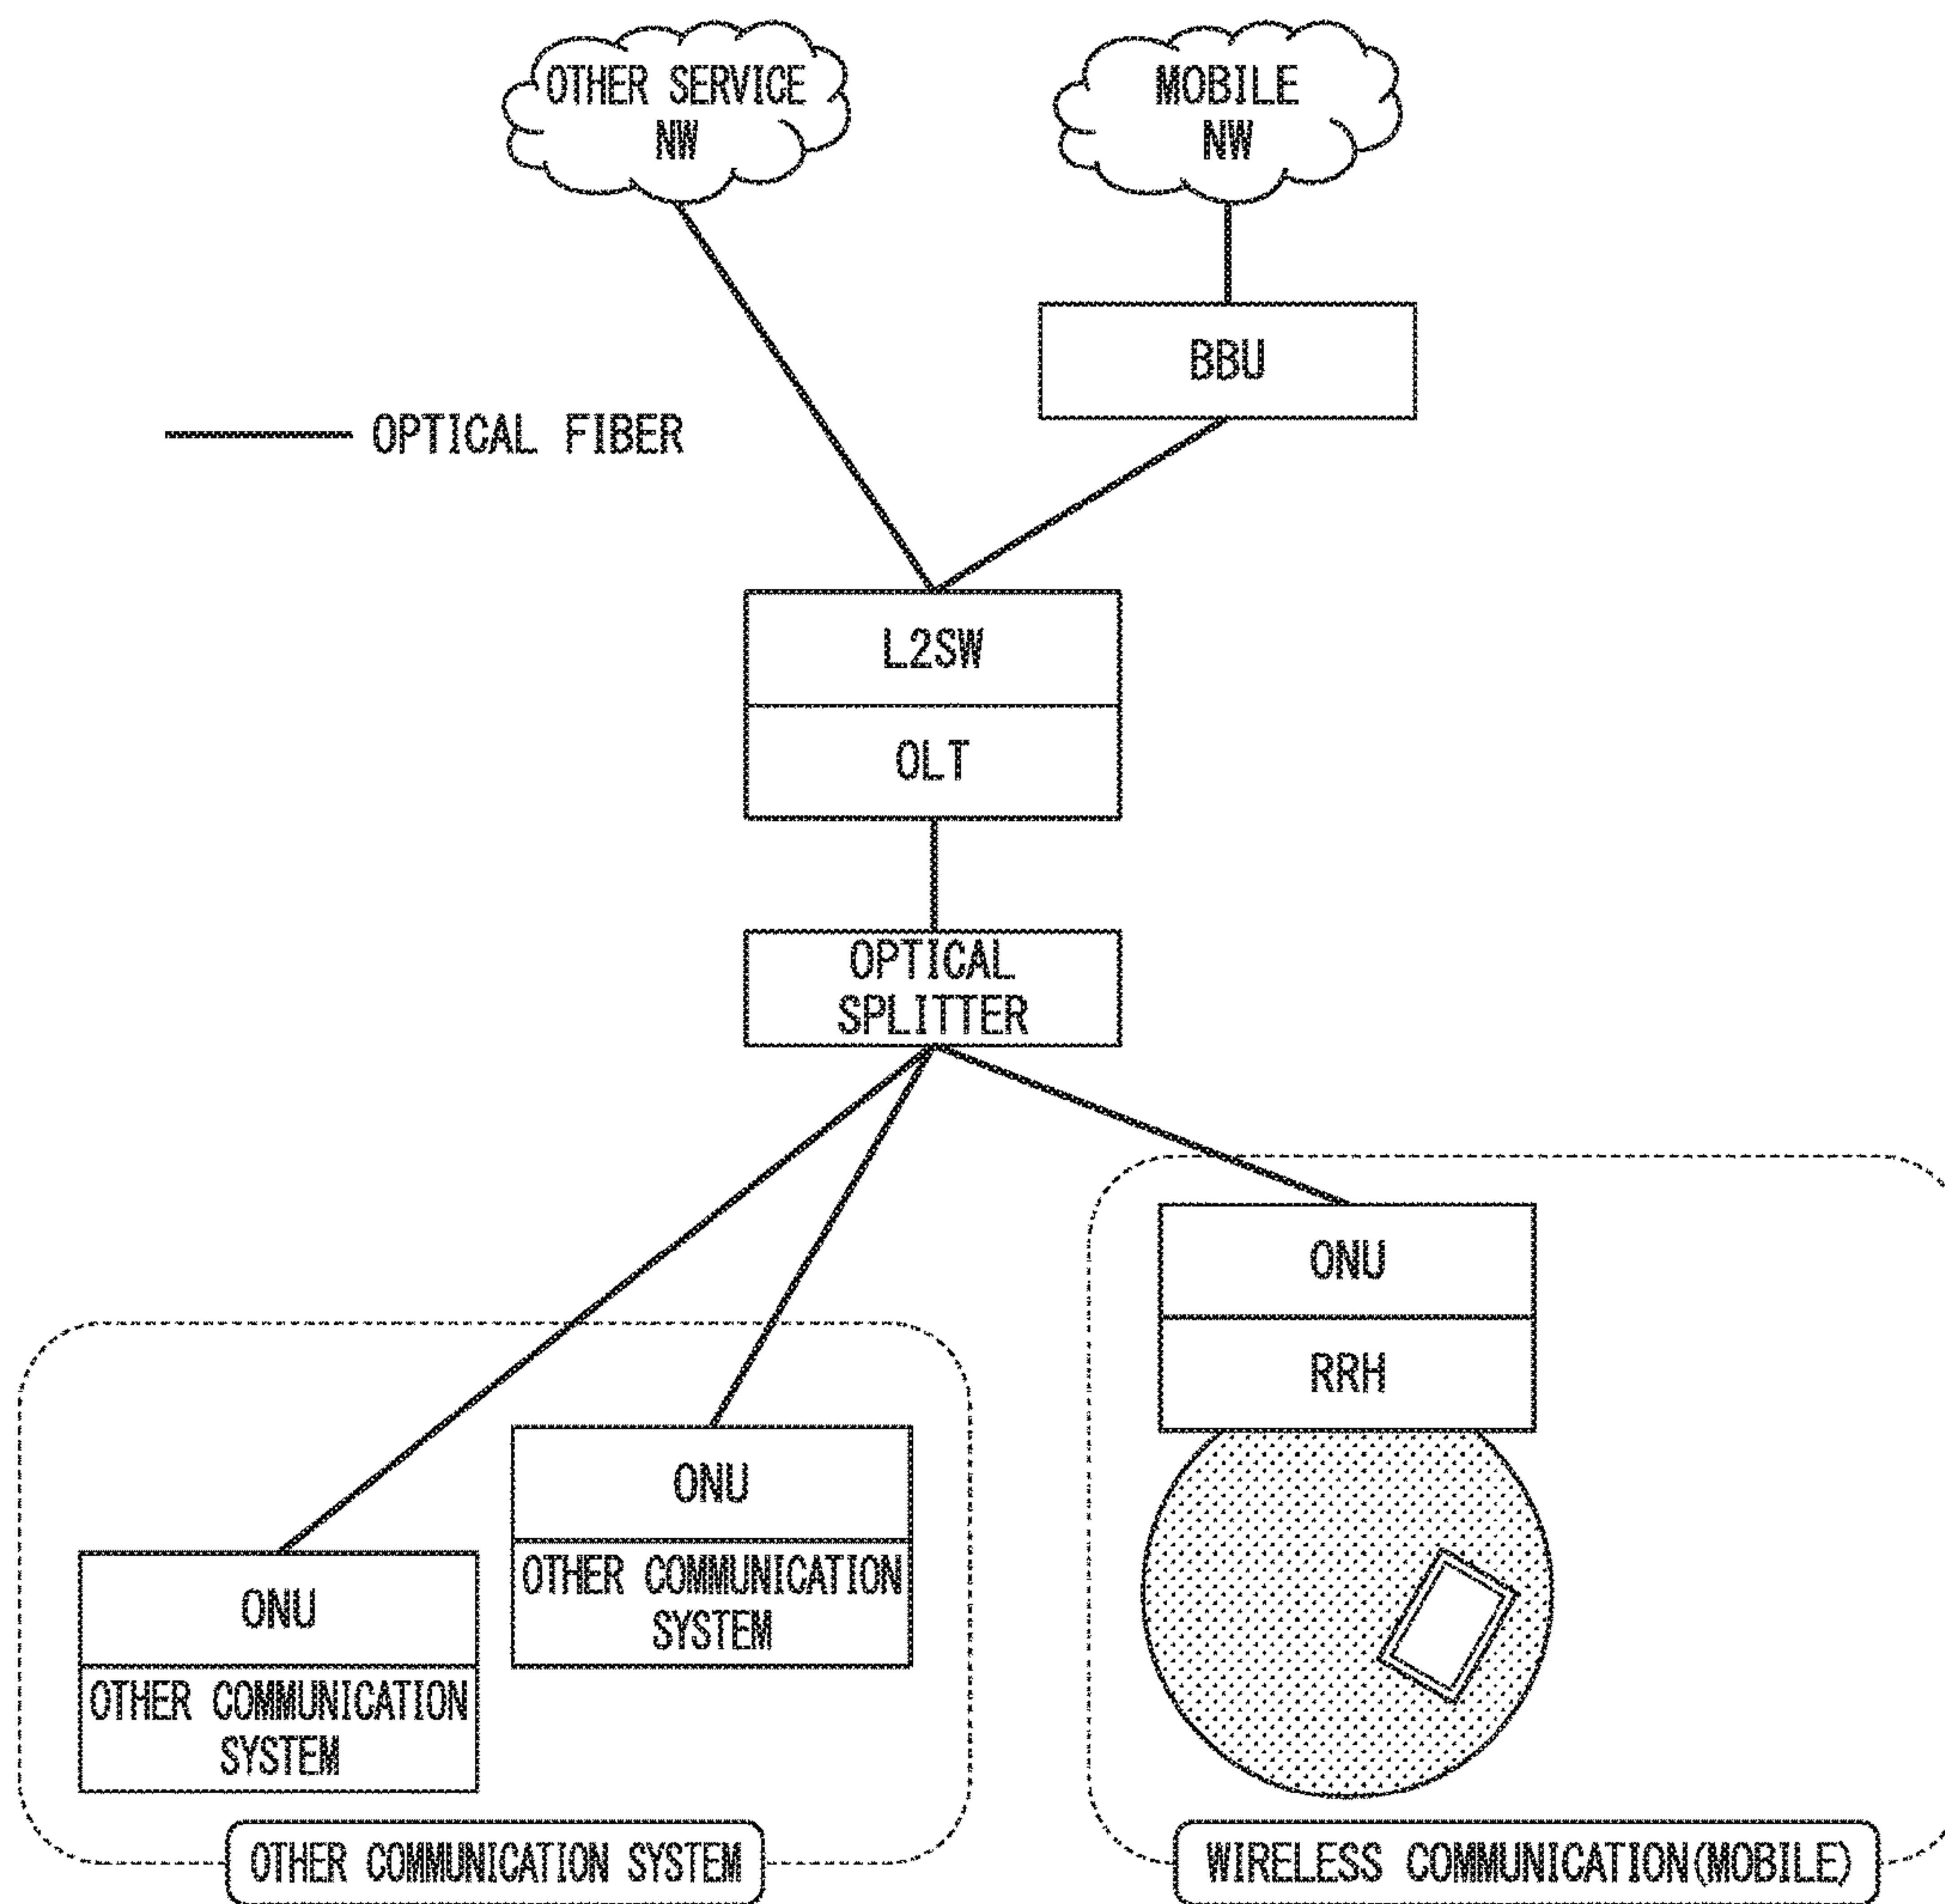 OTHER SERVICE
NW
MOBILE
NW
BBU
OPTICAL FIBER
L2SW
OLT
OPTICAL
SPLITTER
ONU
RRH
ONU
OTHER COMMUNICATION
SYSTEM
ONU
OTHER COMMUNICATION
SYSTEM
OTHER COMMUNICATION SYSTEM
WIRELESS COMMUNICATION(MOBILE)